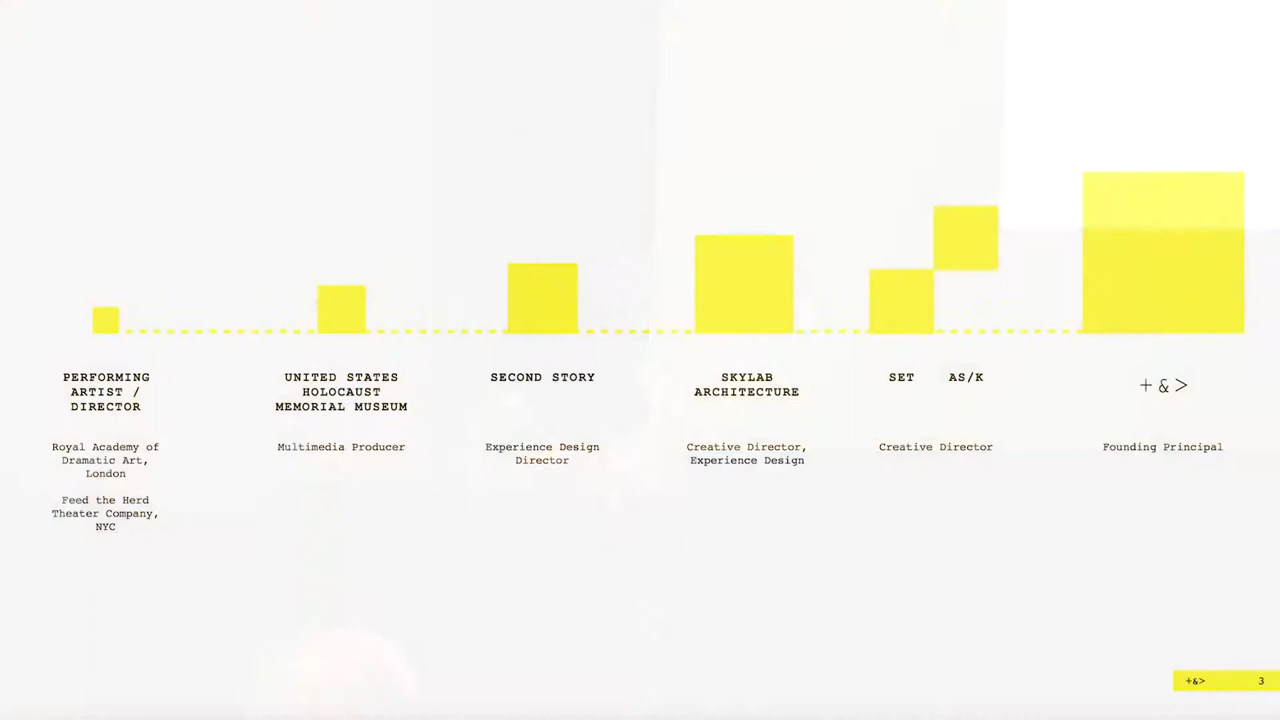 PERFORMING
ARTIST /
DIRECTOR
Royal Academy of
Dramatic Art,
London
Feed the Herd
Theater Company,
NYC
UNITED STATES
HOLOCAUST
MEMORIAL MUSEUM
Multimedia Producer
SECOND STORY
Experience Design
Director
SKYLAB
ARCHITECTURE
Creative Director,
Experience Design
SET AS/K
Creative Director
+&>
Founding Principal
+&> 3